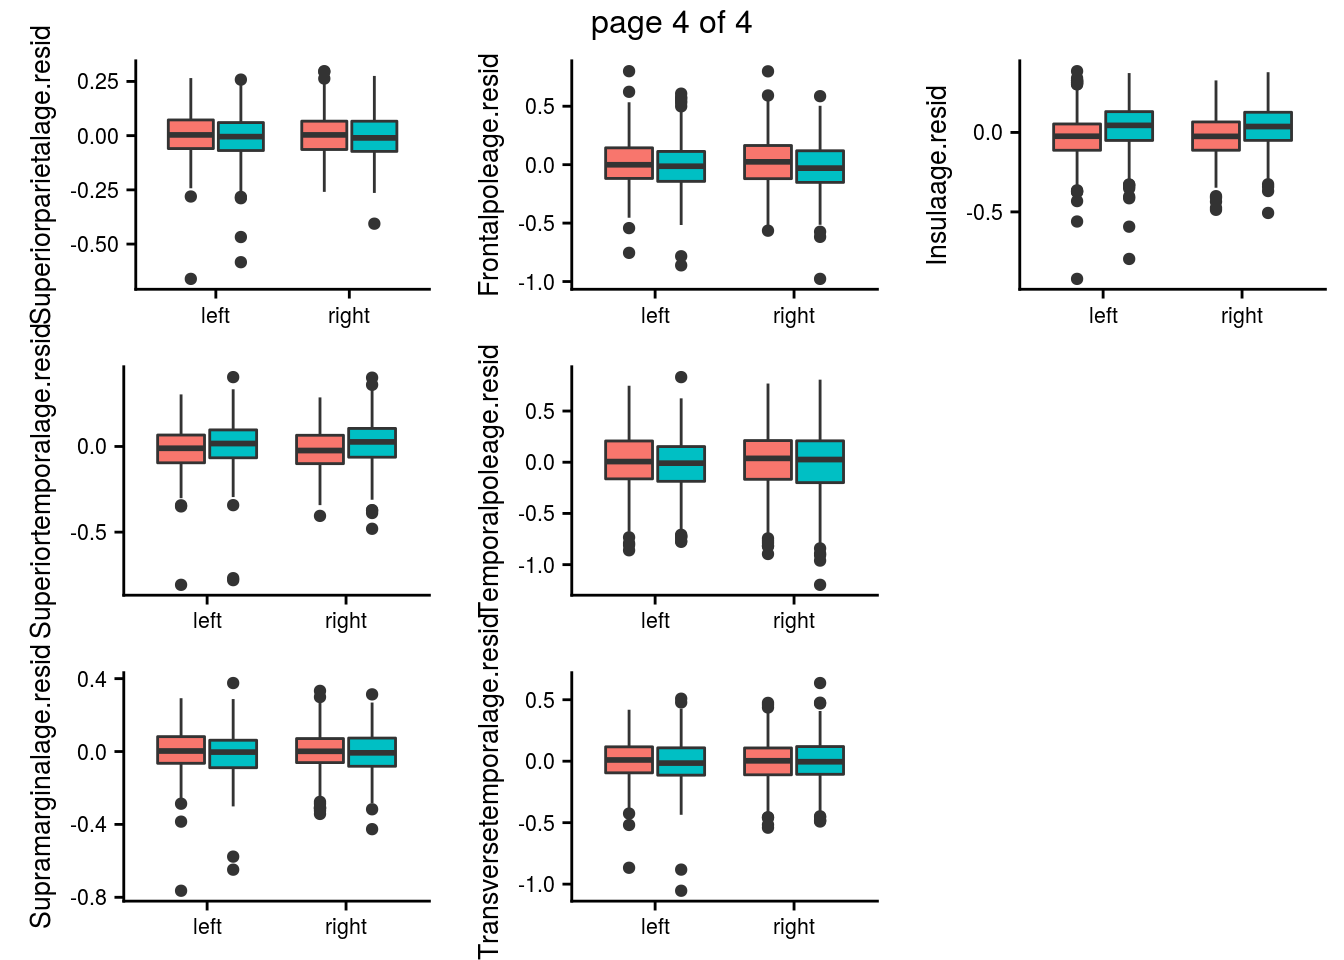 page 4 of 4
Superiorparietalage.resid
0.25
0.00
-0.25
-0.50
left
right
Frontalpoleage.resid
0.5
0.0
-0.5
-1.0
left
right
Insulaage.resid
0.0
-0.5
left
right
Superiortemporalage.resid
0.0
-0.5
left
right
Temporalpoleage.resid
0.5
0.0
-0.5
-1.0
left
right
Supramarginalage.resid
0.4
0.0
-0.4
-0.8
left
right
Transversetemporalage.resid
0.5
0.0
-0.5
-1.0
left
right